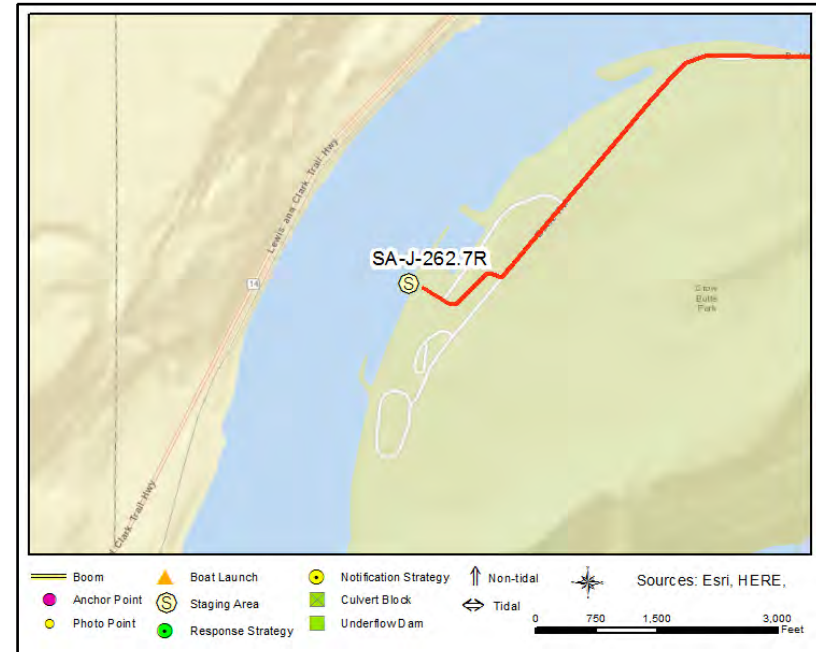 Lewis and Clark Trail Hwy
14
SA-J-262.7R
Crow
Butte
Park
Clark Trail Hwy
Boom
Anchor Point
Photo Point
Boat Launch
Staging Area
S
Response Strategy
Notification Strategy
Culvert Block
Underflow Dam
Non-tidal
Tidal
Sources: Esri, HERE,
0 750 1,500 3,000
Feet